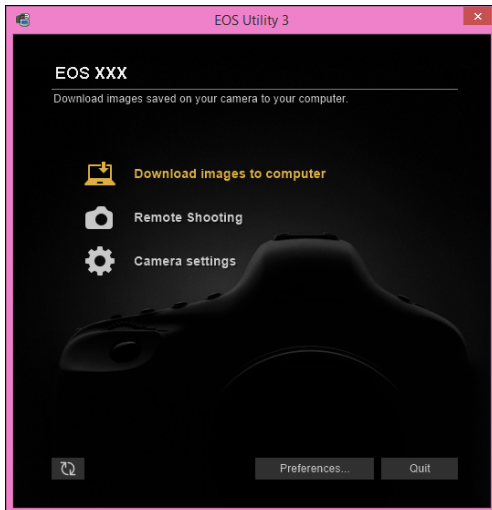 EOS Utility 3
EOS XXX
Download images saved on your camera to your computer.
Download images to computer
Remote Shooting
Camera settings
Preferences... Quit